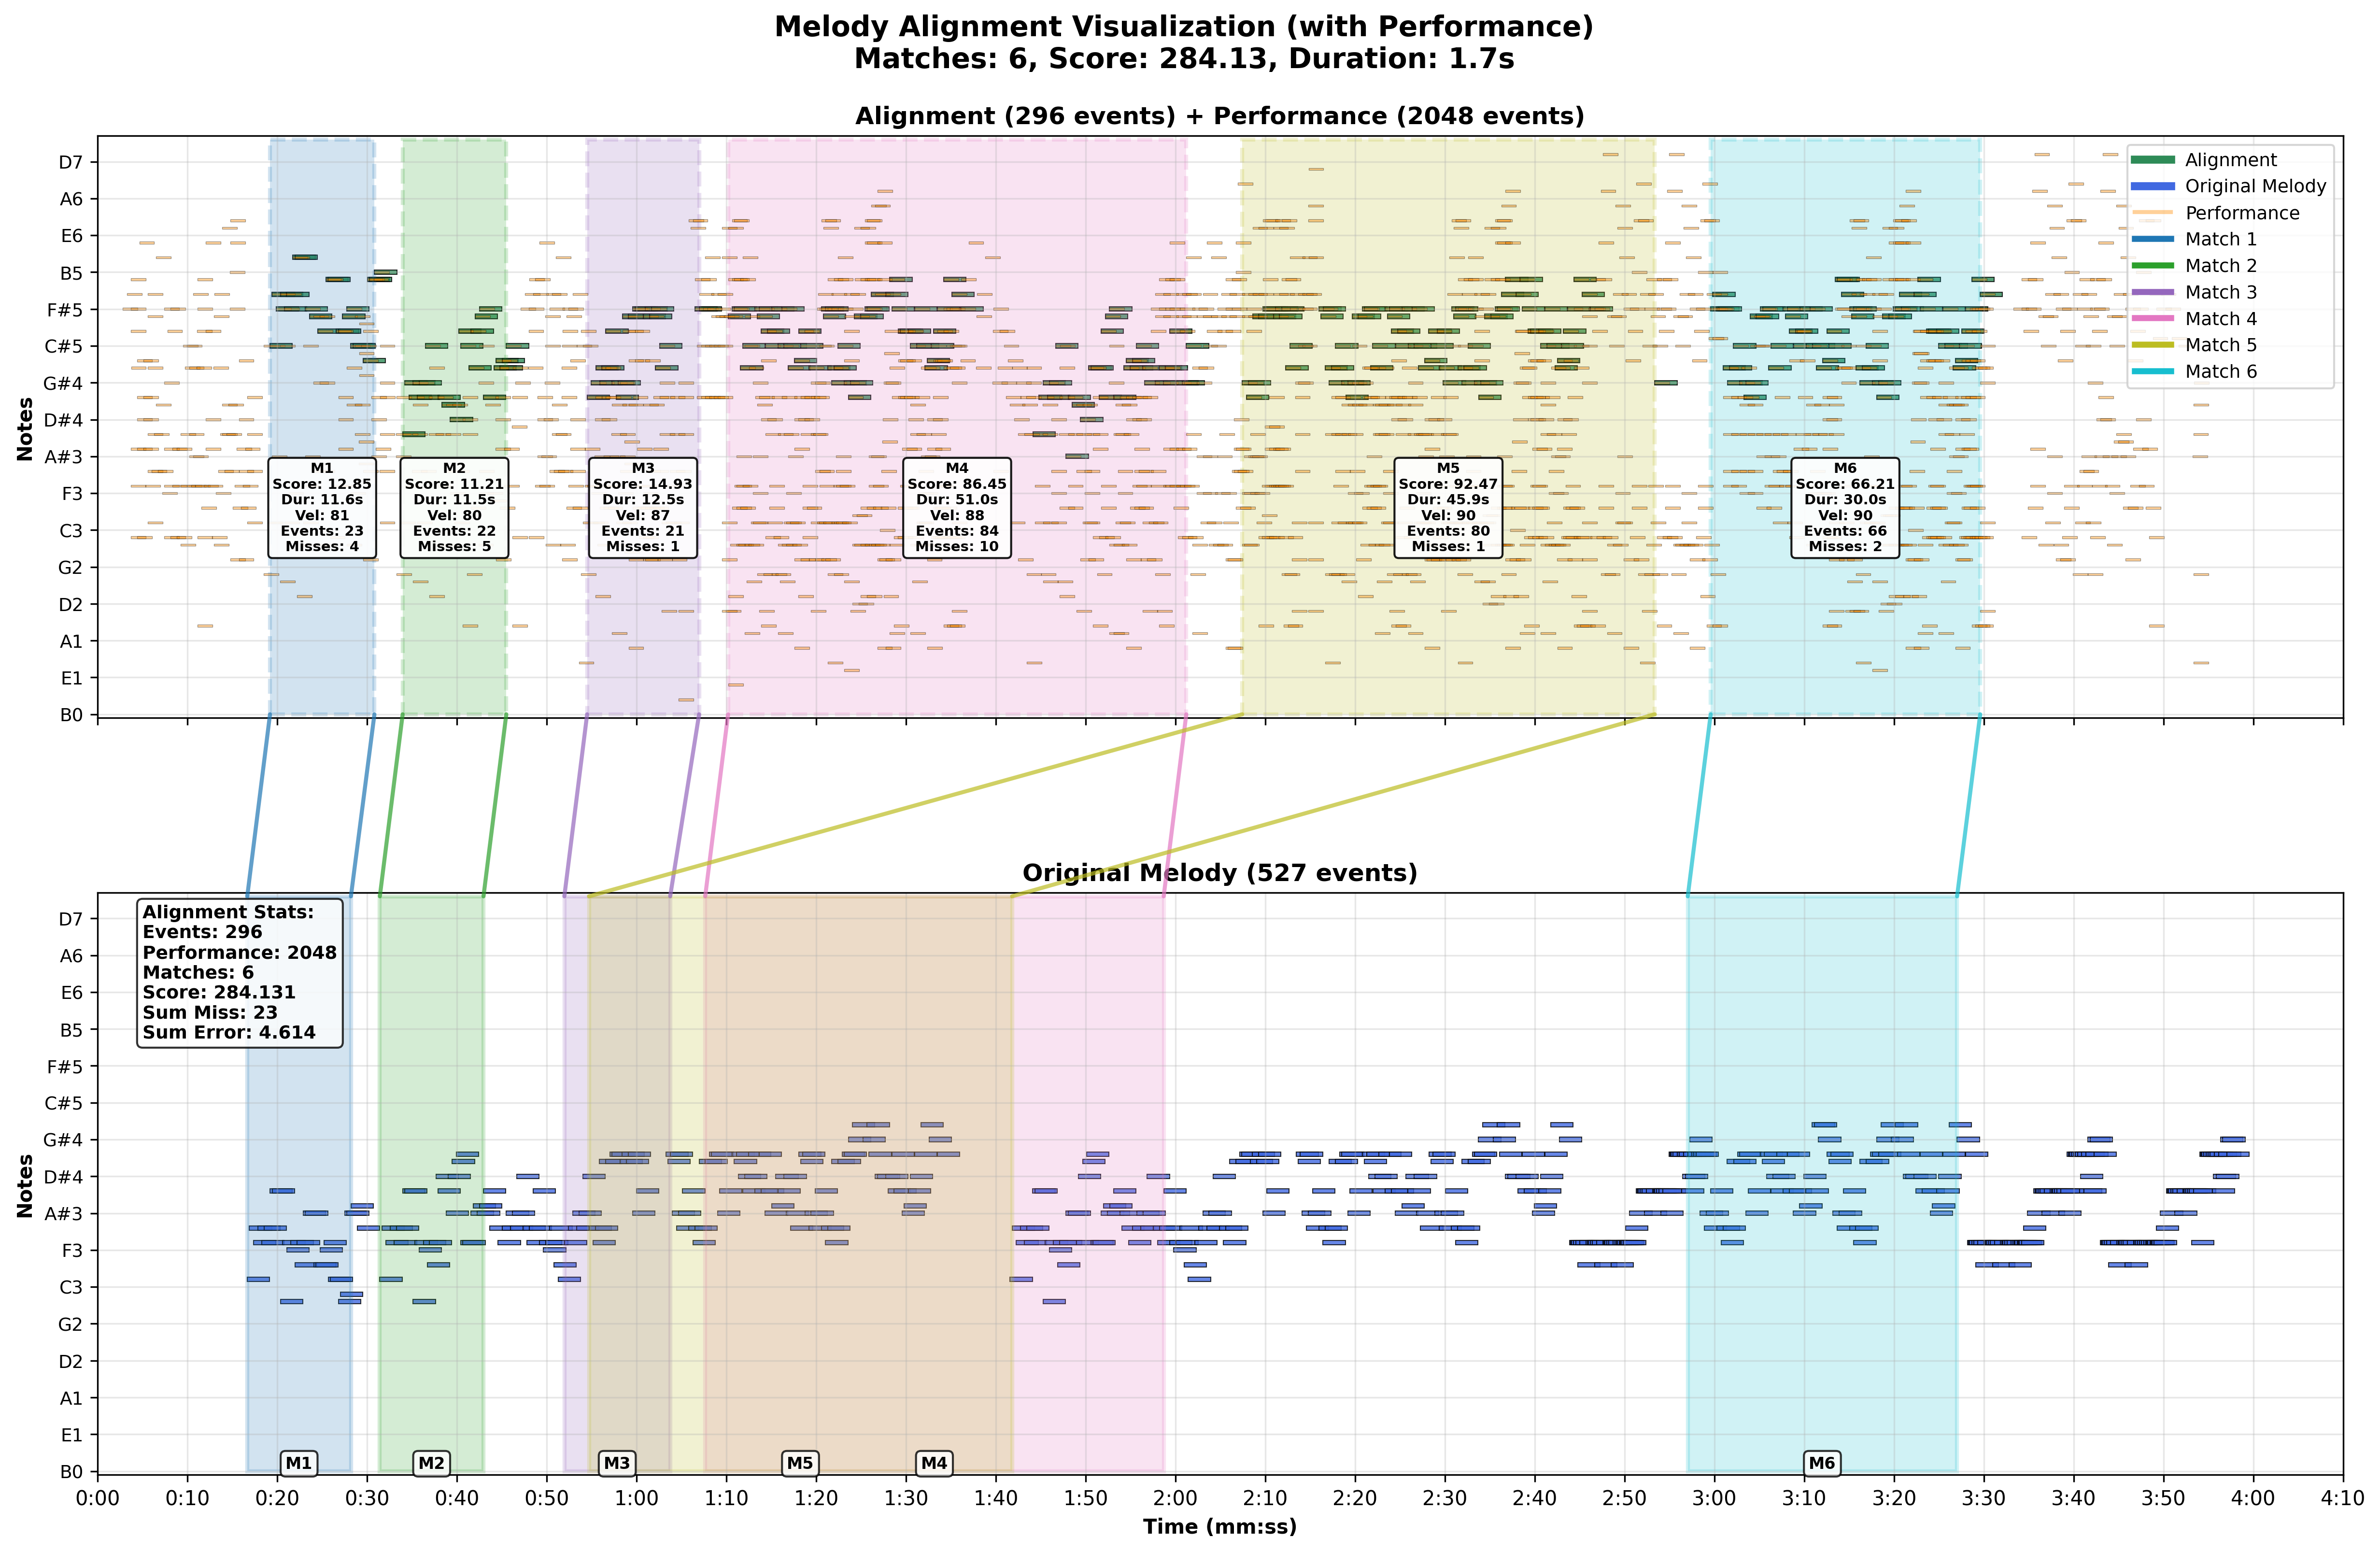 Melody Alignment Visualization (with Performance)
Matches: 6, Score: 284.13, Duration: 1.7s
Alignment (296 events) + Performance (2048 events)
Notes
D7
A6
E6
B5
F#5
C#5
G#4
D#4
A#3
F3
C3
G2
D2
A1
E1
B0
Alignment
Original Melody
Performance
Match 1
Match 2
Match 3
Match 4
Match 5
Match 6
M1
Score: 12.85
Dur: 11.6s
Vel: 81
Events: 23
Misses: 4
M2
Score: 11.21
Dur: 11.5s
Vel: 80
Events: 22
Misses: 5
M3
Score: 14.93
Dur: 12.5s
Vel: 87
Events: 21
Misses: 1
M4
Score: 86.45
Dur: 51.0s
Vel: 88
Events: 84
Misses: 10
M5
Score: 92.47
Dur: 45.9s
Vel: 90
Events: 80
Misses: 1
M6
Score: 66.21
Dur: 30.0s
Vel: 90
Events: 66
Misses: 2
Original Melody (527 events)
Notes
D7
A6
E6
B5
F#5
C#5
G#4
D#4
A#3
F3
C3
G2
D2
A1
E1
B0
Alignment Stats:
Events: 296
Performance: 2048
Matches: 6
Score: 284.131
Sum Miss: 23
Sum Error: 4.614
M1 M2 M3 M5 M4 M6
0:00 0:10 0:20 0:30 0:40 0:50 1:00 1:10 1:20 1:30 1:40 1:50 2:00 2:10 2:20 2:30 2:40 2:50 3:00 3:10 3:20 3:30 3:40 3:50 4:00 4:10
Time (mm:ss)